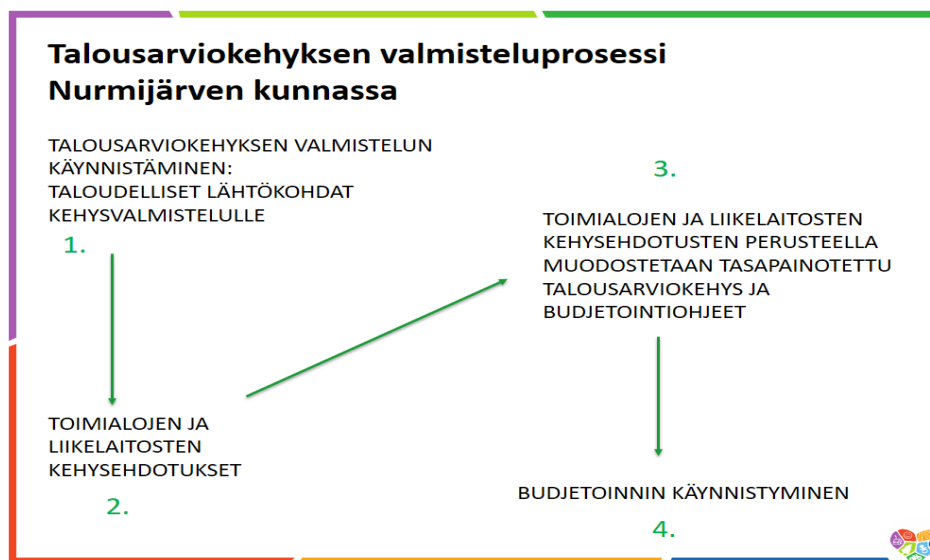 Talousarviokehyksen valmisteluprosessi
Nurmijärven kunnassa
TALOUSARVIOKEHYKSEN VALMISTELUN
KÄYNNISTÄMINEN:
TALOUDELLISET LÄHTÖKOHDAT
KEHYSVALMISTELULLE
1.
TOIMIALOJEN JA
LIIKELAITOSTEN
KEHYSEHDOTUKSET
2.
3.
TOIMIALOJEN JA LIIKELAITOSTEN
KEHYSEHDOTUSTEN PERUSTEELLA
MUODOSTETAAN TASAPAINOTETTU
TALOUSARVIOKEHYS JA
BUDJETOINTIOHJEET
BUDJETOINNIN KÄYNNISTYMINEN
4.